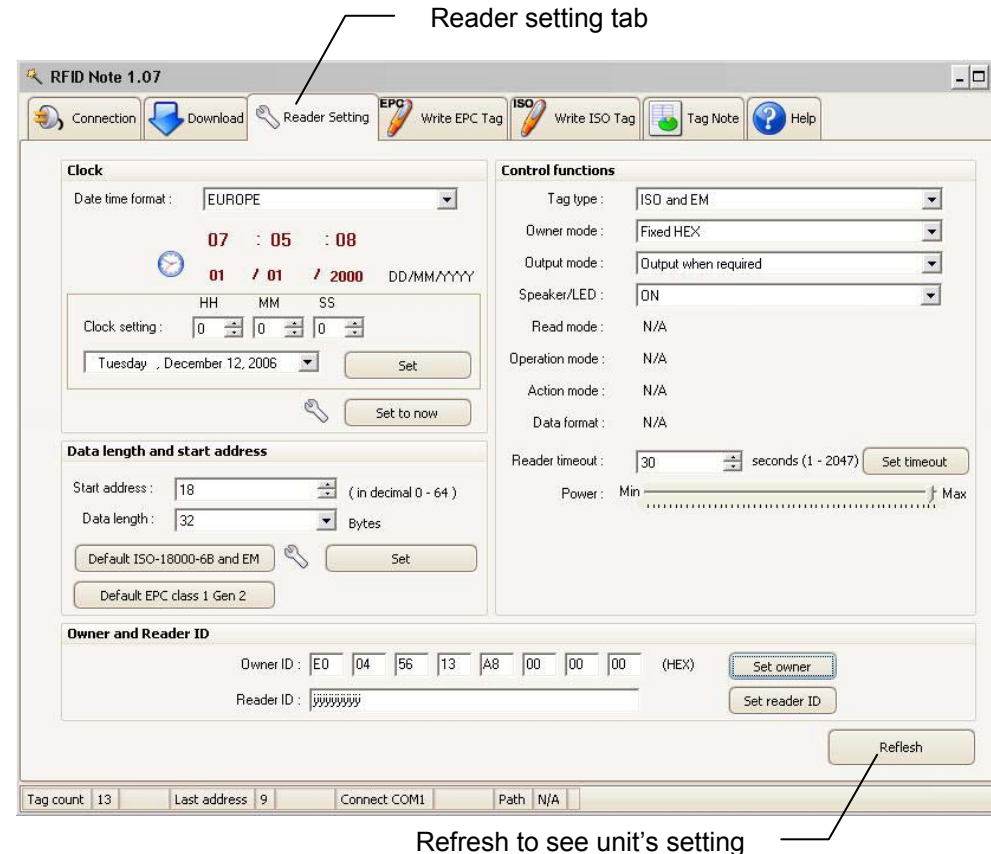 Reader setting tab
RFID Note 1.07
Connection Download Reader Setting EPC Write EPC Tag ISO Write ISO Tag Tag Note ? Help
Clock
Date time format : EUROPE
07 : 05 : 08
01 / 01 / 2000 DD/MM/YYYY
HH MM SS
Clock setting : 0 0 0
Tuesday , December 12, 2006 Set
Set to now
Data length and start address
Start address : 18 ( in decimal 0 - 64 )
Data length : 32 Bytes
Default ISO-18000-6B and EM Set
Default EPC class 1 Gen 2
Control functions
Tag type : ISO and EM
Owner mode : Fixed HEX
Output mode : Output when required
Speaker/LED : ON
Read mode : N/A
Operation mode : N/A
Action mode : N/A
Data format : N/A
Reader timeout : 30 seconds (1 - 2047) Set timeout
Power : Min Max
Owner and Reader ID
Owner ID : E0 04 56 13 A8 00 00 00 (HEX) Set owner
Reader ID : ÿÿÿÿÿÿÿÿ Set reader ID
Reflesh
Tag count 13 Last address 9 Connect COM1 Path N/A
Refresh to see unit's setting